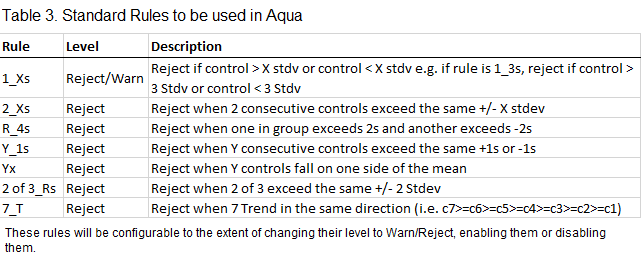 Table 3. Standard Rules to be used in Aqua
Rule Level Description
1_Xs Reject/Warn Reject if control > X stdv or control < X stdv e.g. if rule is 1_3s, reject if control >
3 Stdv or control < 3 Stdv
2_Xs Reject Reject when 2 consecutive controls exceed the same +/- X stdev
R_4s Reject Reject when one in group exceeds 2s and another exceeds -2s
Y_1s Reject Reject when Y consecutive controls exceed the same +1s or -1s
Yx Reject Reject when Y controls fall on one side of the mean
2 of 3_Rs Reject Reject when 2 of 3 exceed the same +/- 2 Stdev
7_T Reject Reject when 7 Trend in the same direction (i.e. c7>=c6>=c5>=c4>=c3>=c2>=c1)
These rules will be configurable to the extent of changing their level to Warn/Reject, enabling them or disabling
them.